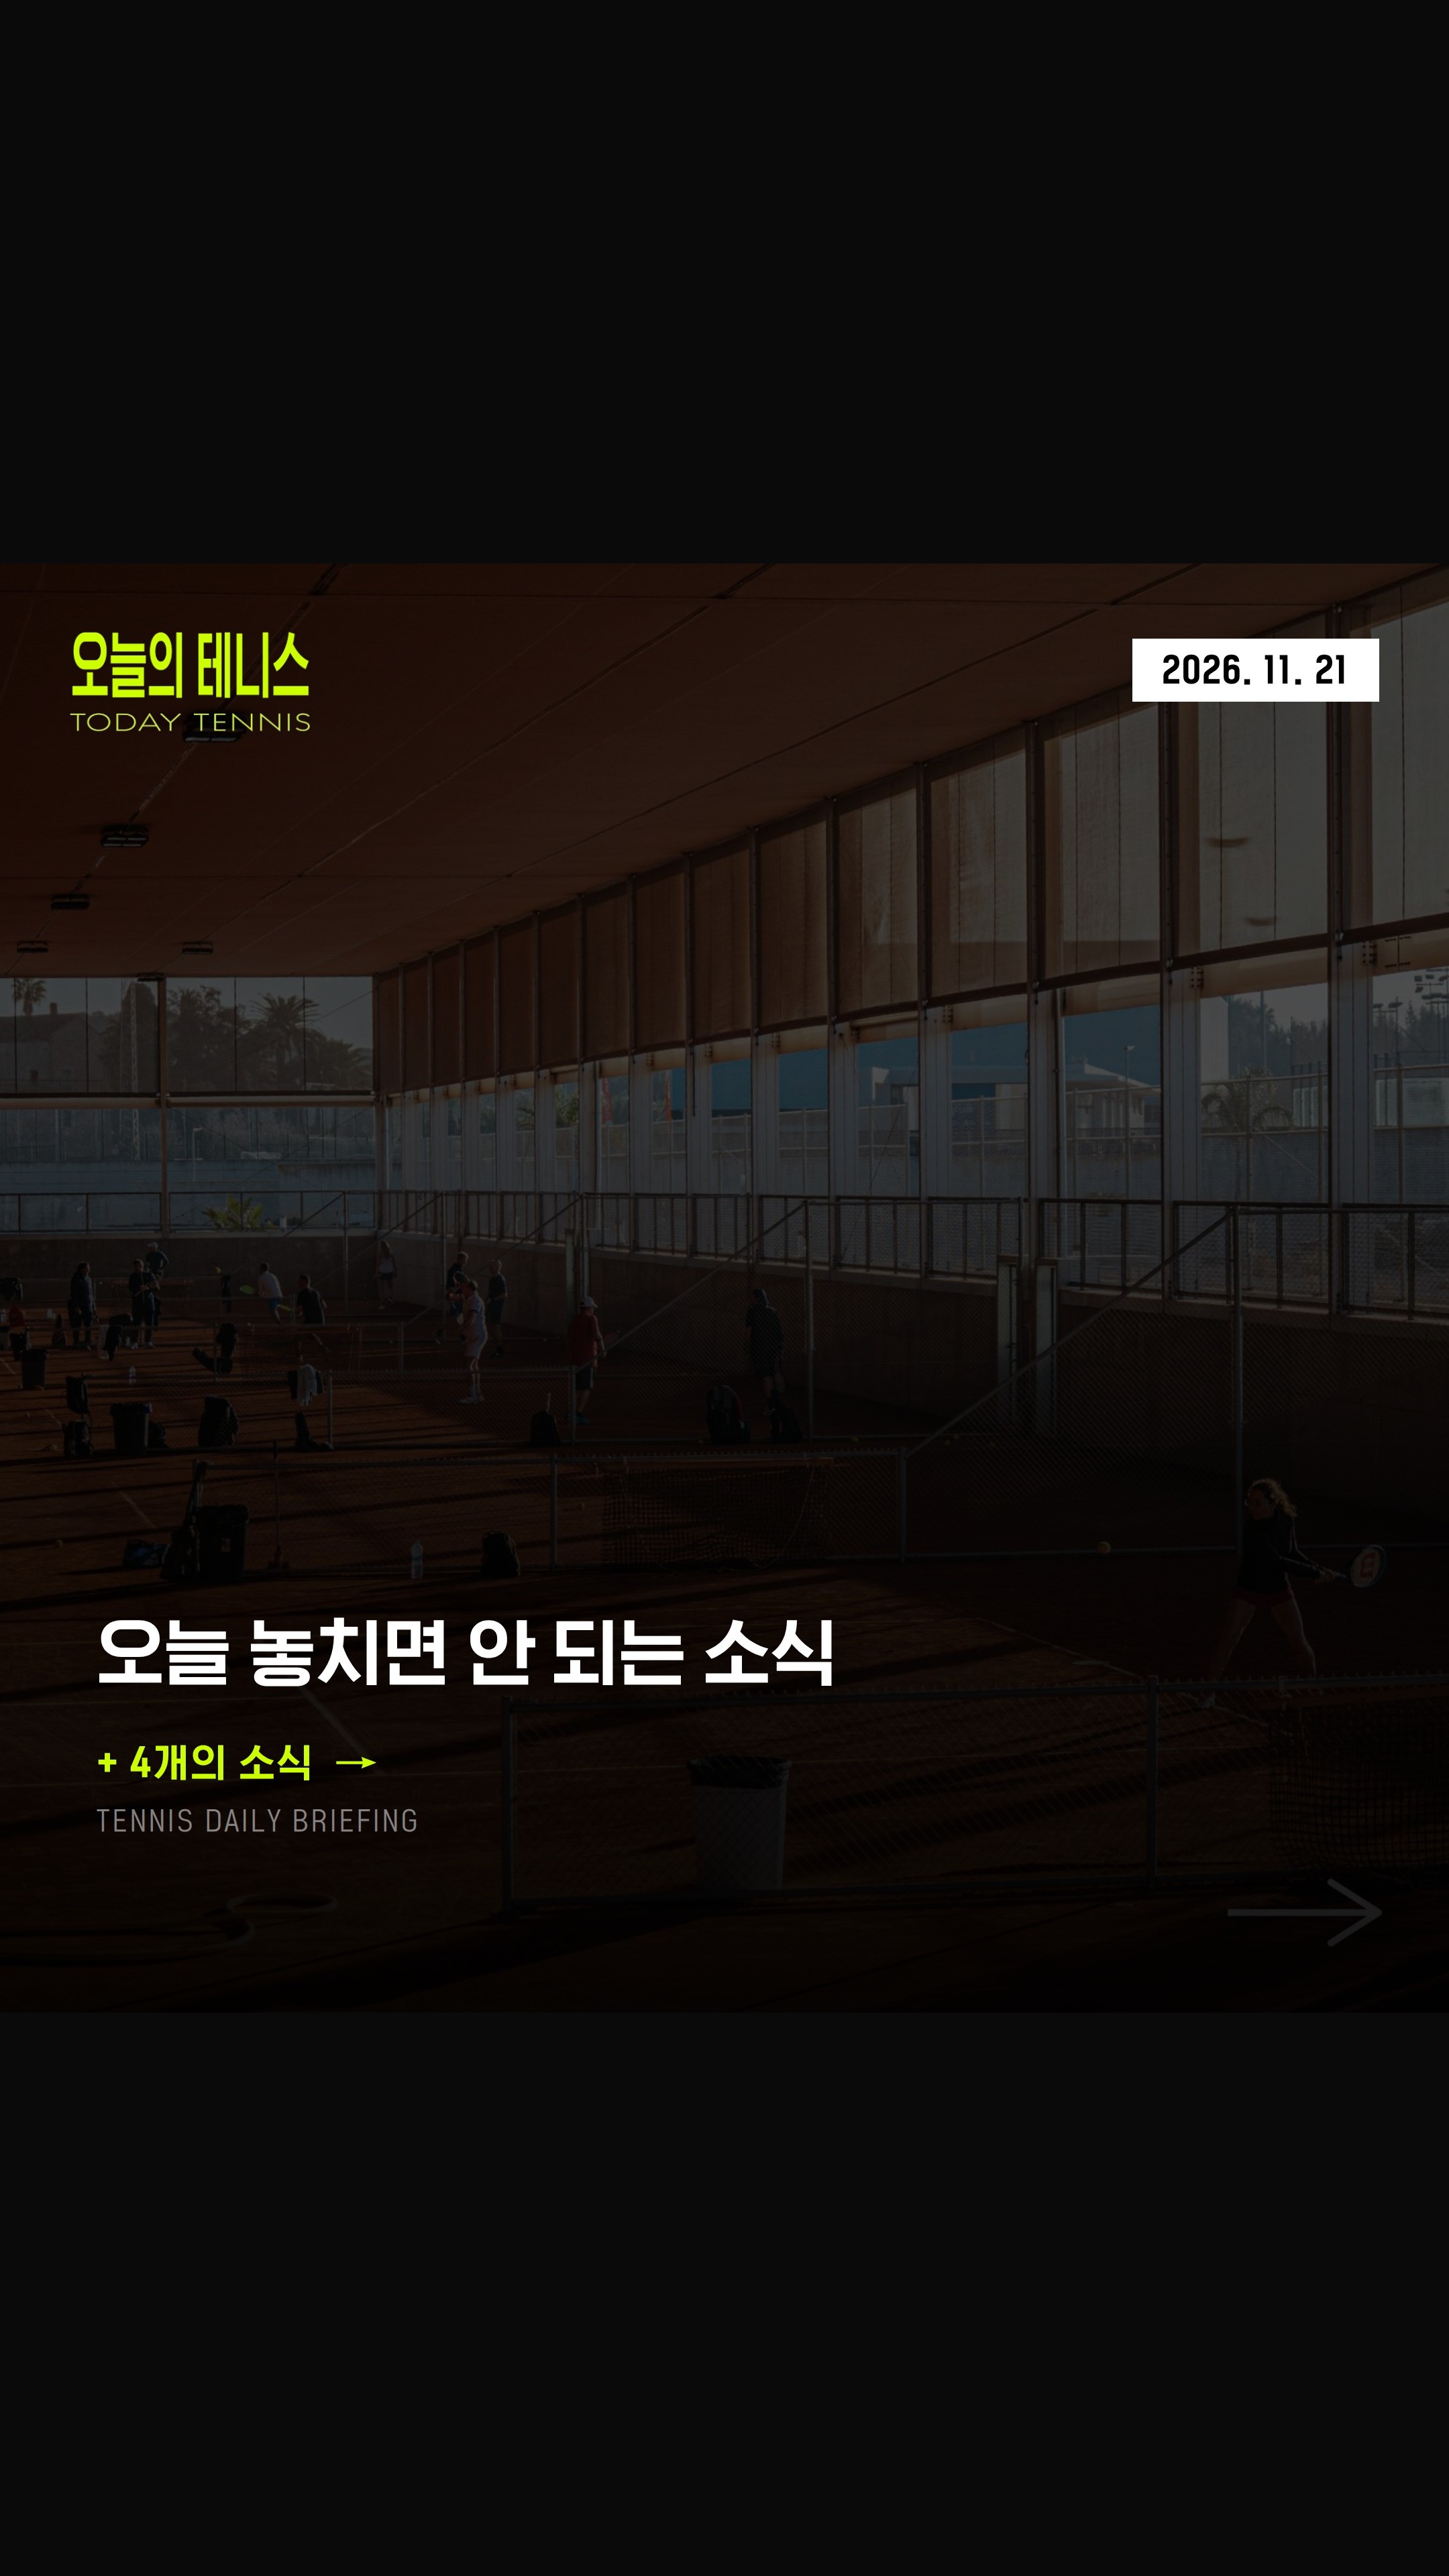 오늘의 테니스
TODAY TENNIS
2026. 11. 21
오늘 놓치면 안 되는 소식
+ 4개의 소식 →
TENNIS DAILY BRIEFING